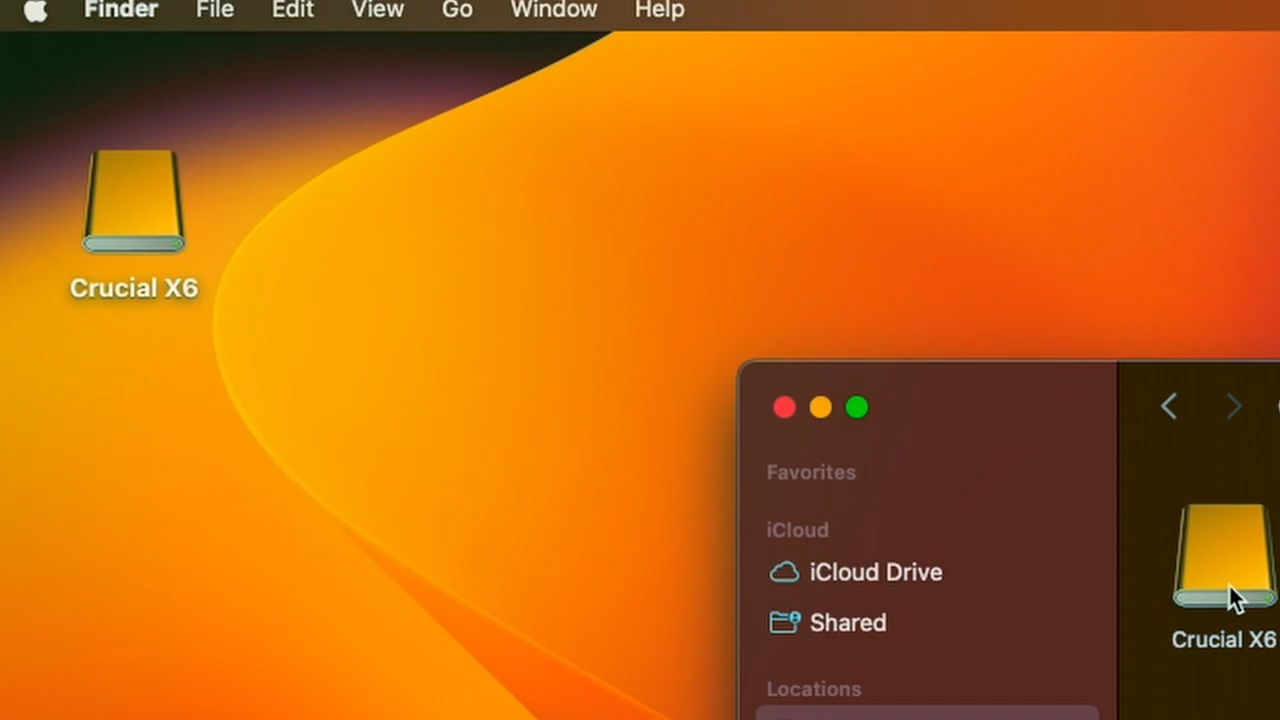 Finder File Edit View Go Window Help
Crucial X6
Favorites
iCloud
iCloud Drive
Shared
Crucial X6
Locations